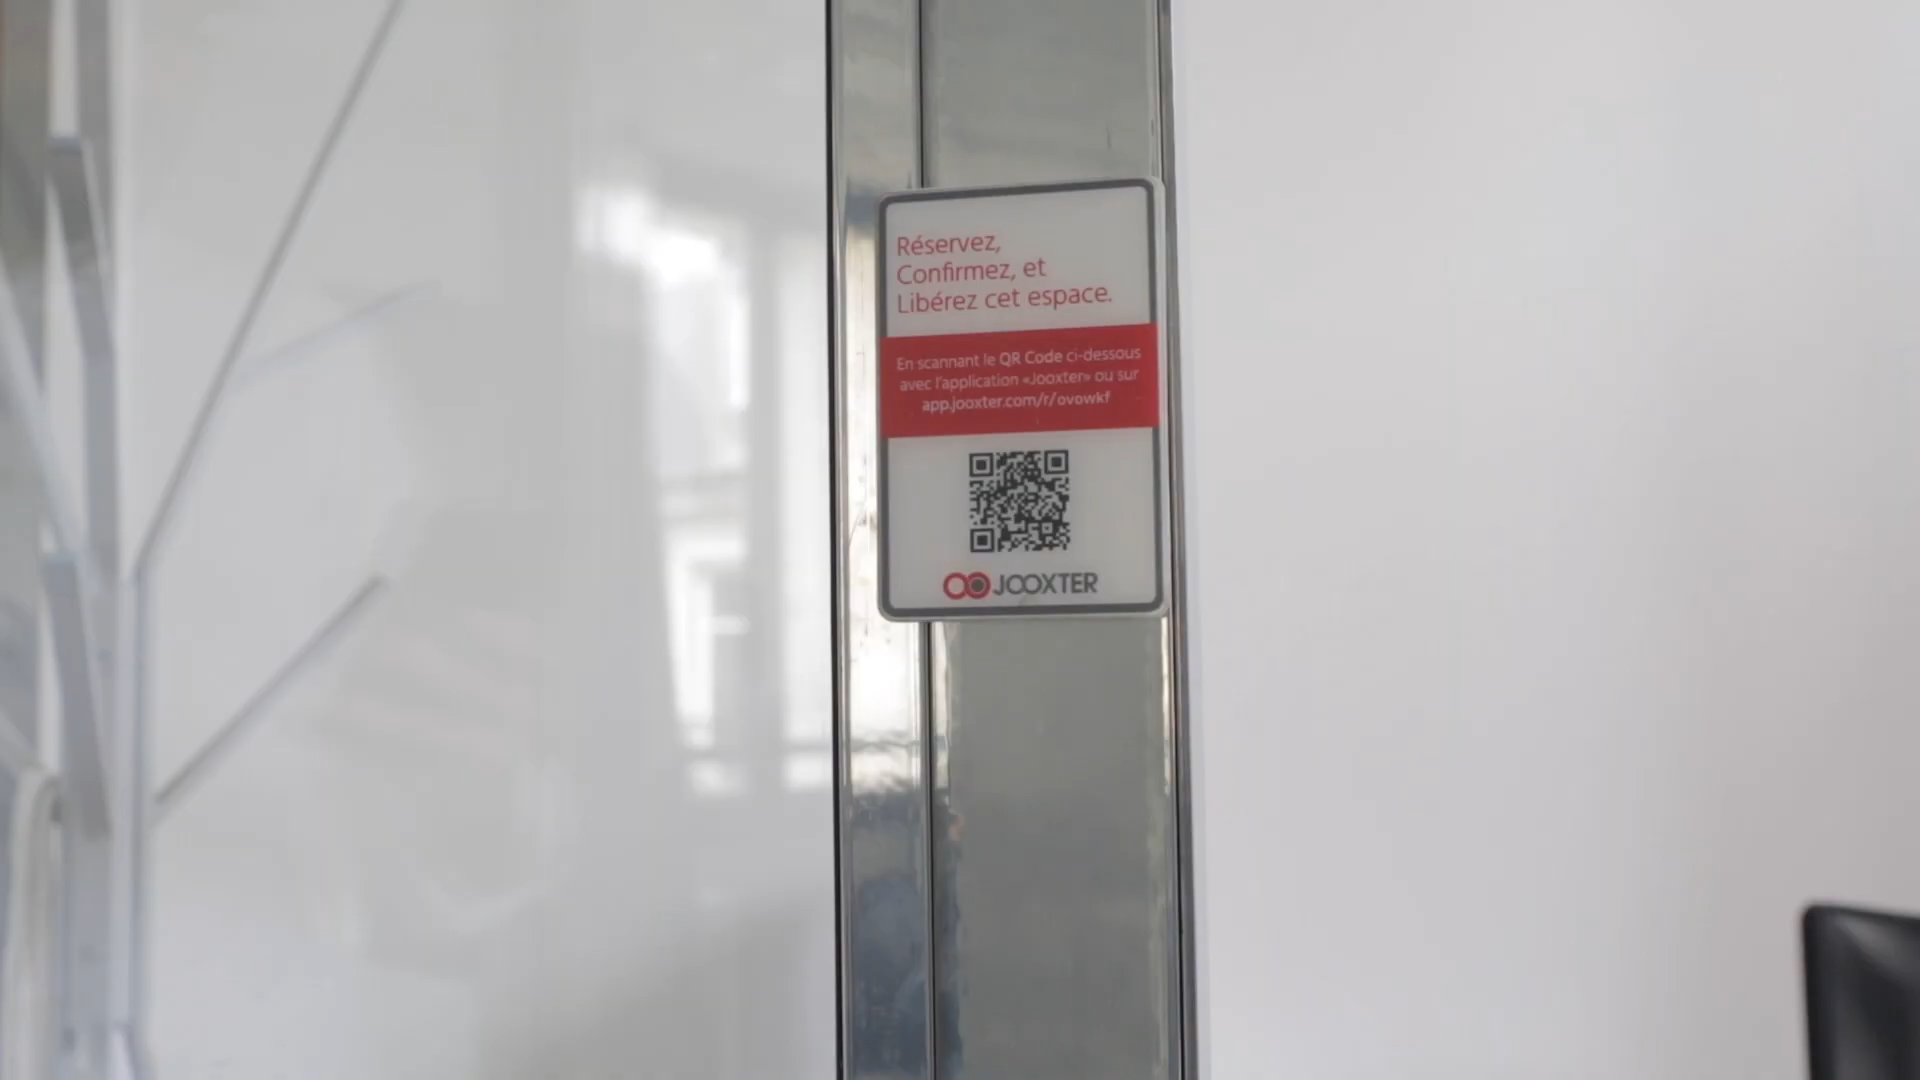 Réservez,
Confirmez, et
Libérez cet espace.
En scannant le QR Code ci-dessous
avec l'application «Jooxter» ou sur
app.jooxter.com/r/ovowkf
JOOXTER